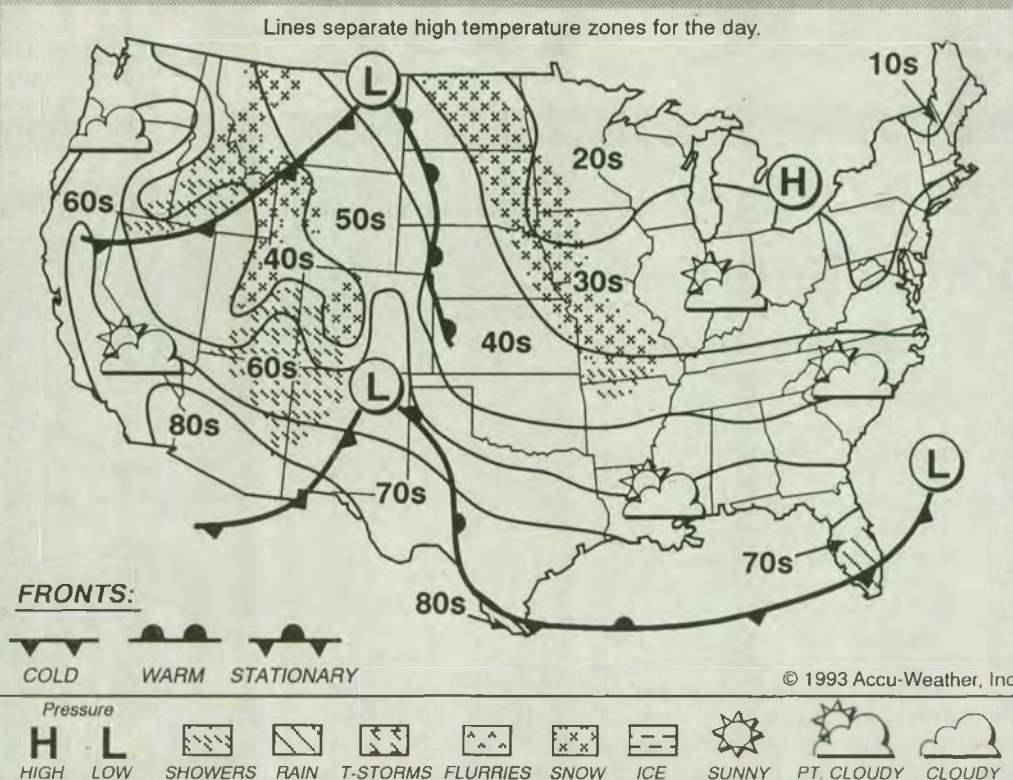 Lines separate high temperature zones for the day.
L
10s
20s
H
60s
50s
40s
30s
40s
60s
L
80s
L
70s
70s
80s
FRONTS:
COLD WARM STATIONARY
© 1993 Accu-Weather, Inc
Pressure
H L
HIGH LOW SHOWERS RAIN T-STORMS FLURRIES SNOW ICE SUNNY PT. CLOUDY CLOUDY